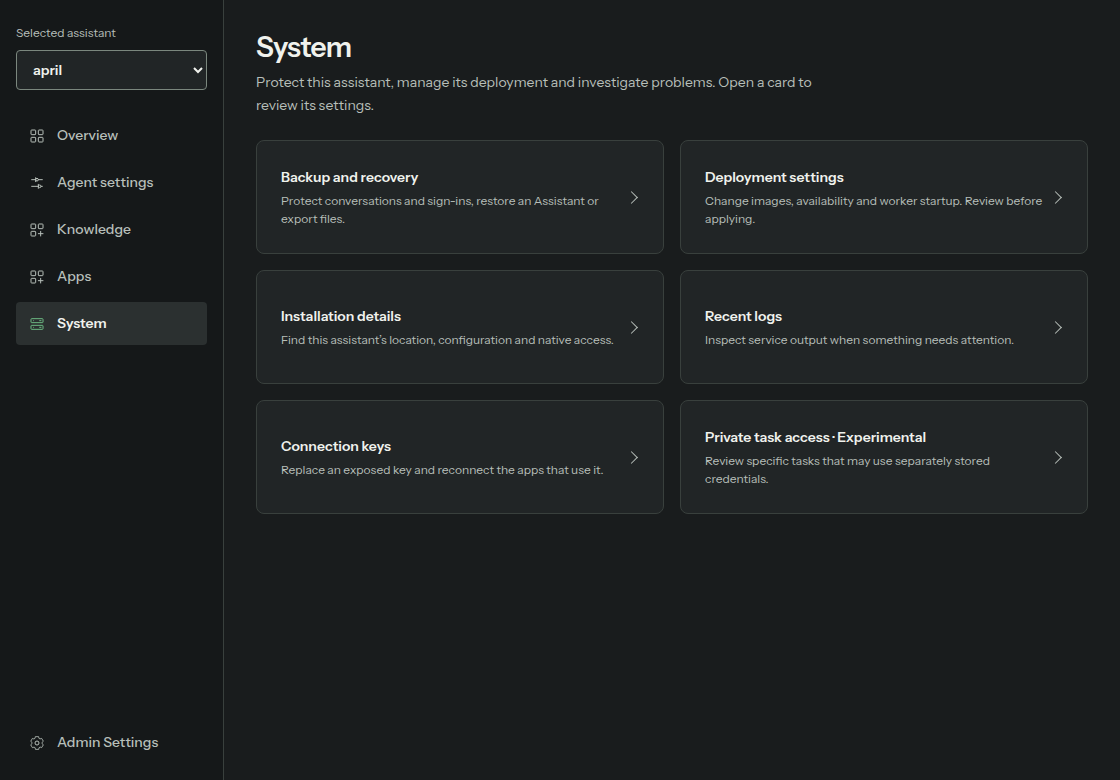 Selected assistant
april
Overview
Agent settings
Knowledge
Apps
System
Admin Settings
System
Protect this assistant, manage its deployment and investigate problems. Open a card to
review its settings.
Backup and recovery
Protect conversations and sign-ins, restore an Assistant or
export files.
Deployment settings
Change images, availability and worker startup. Review before
applying.
Installation details
Find this assistant's location, configuration and native access.
Recent logs
Inspect service output when something needs attention.
Connection keys
Replace an exposed key and reconnect the apps that use it.
Private task access · Experimental
Review specific tasks that may use separately stored
credentials.